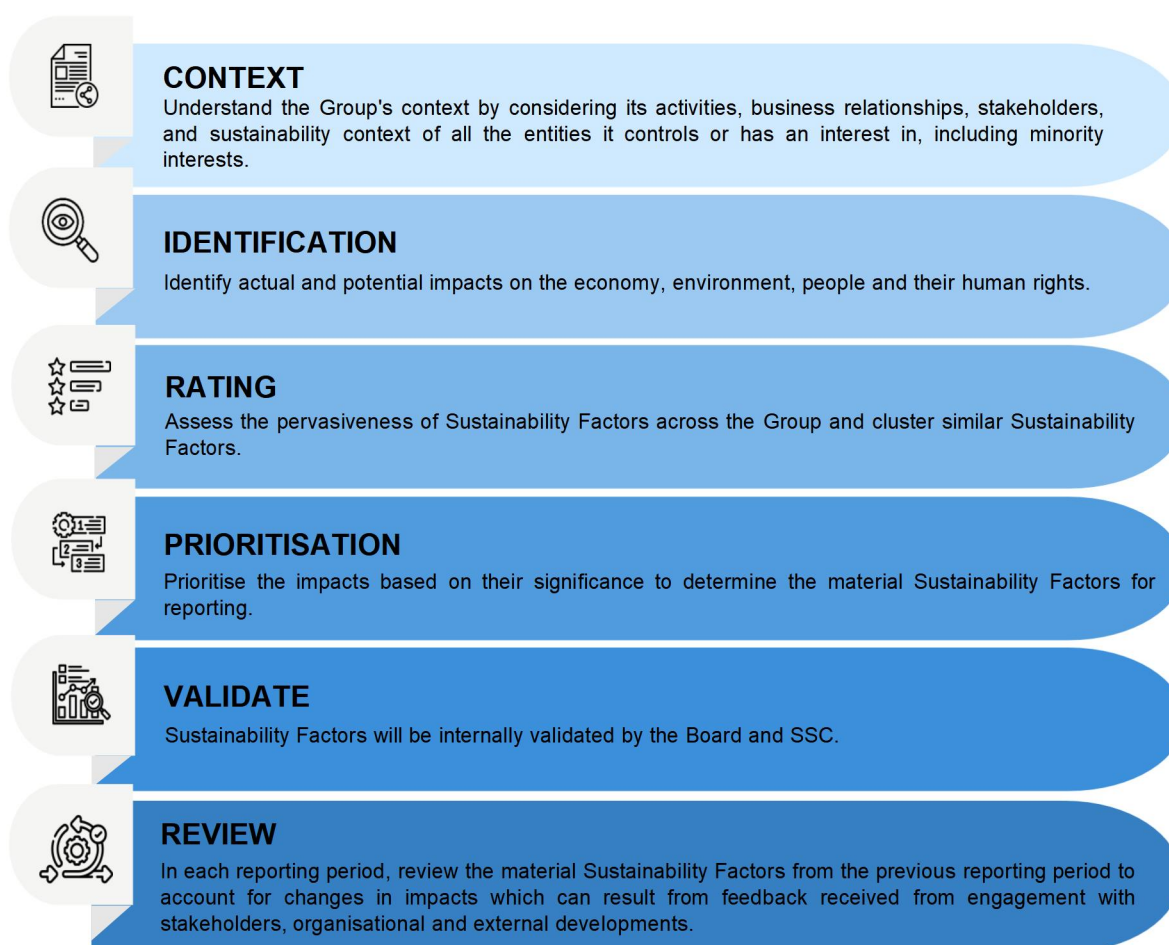 CONTEXT
Understand the Group's context by considering its activities, business relationships, stakeholders,
and sustainability context of all the entities it controls or has an interest in, including minority
interests.
IDENTIFICATION
Identify actual and potential impacts on the economy, environment, people and their human rights.
RATING
Assess the pervasiveness of Sustainability Factors across the Group and cluster similar Sustainability
Factors.
1
2
3
PRIORITISATION
Prioritise the impacts based on their significance to determine the material Sustainability Factors for
reporting.
VALIDATE
Sustainability Factors will be internally validated by the Board and SSC.
REVIEW
In each reporting period, review the material Sustainability Factors from the previous reporting period to
account for changes in impacts which can result from feedback received from engagement with
stakeholders, organisational and external developments.